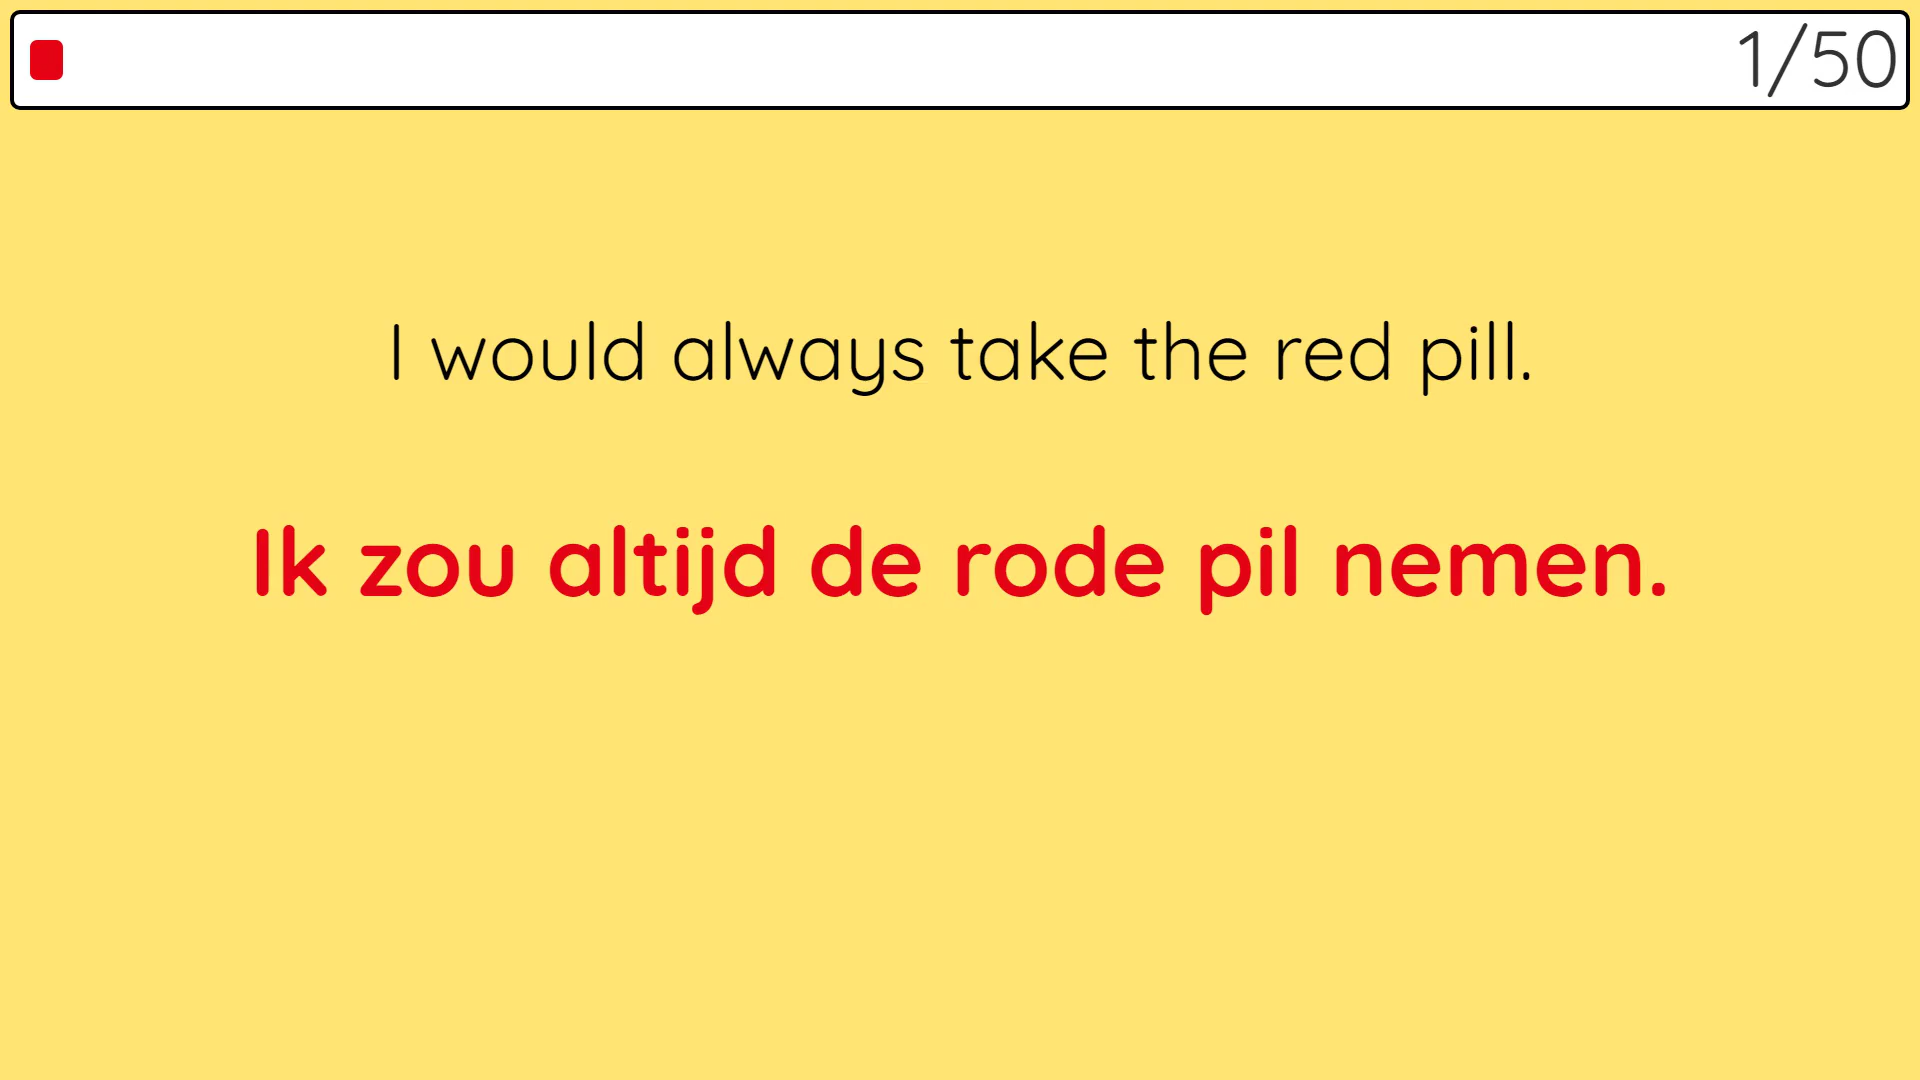 1/50
I would always take the red pill.
Ik zou altijd de rode pil nemen.